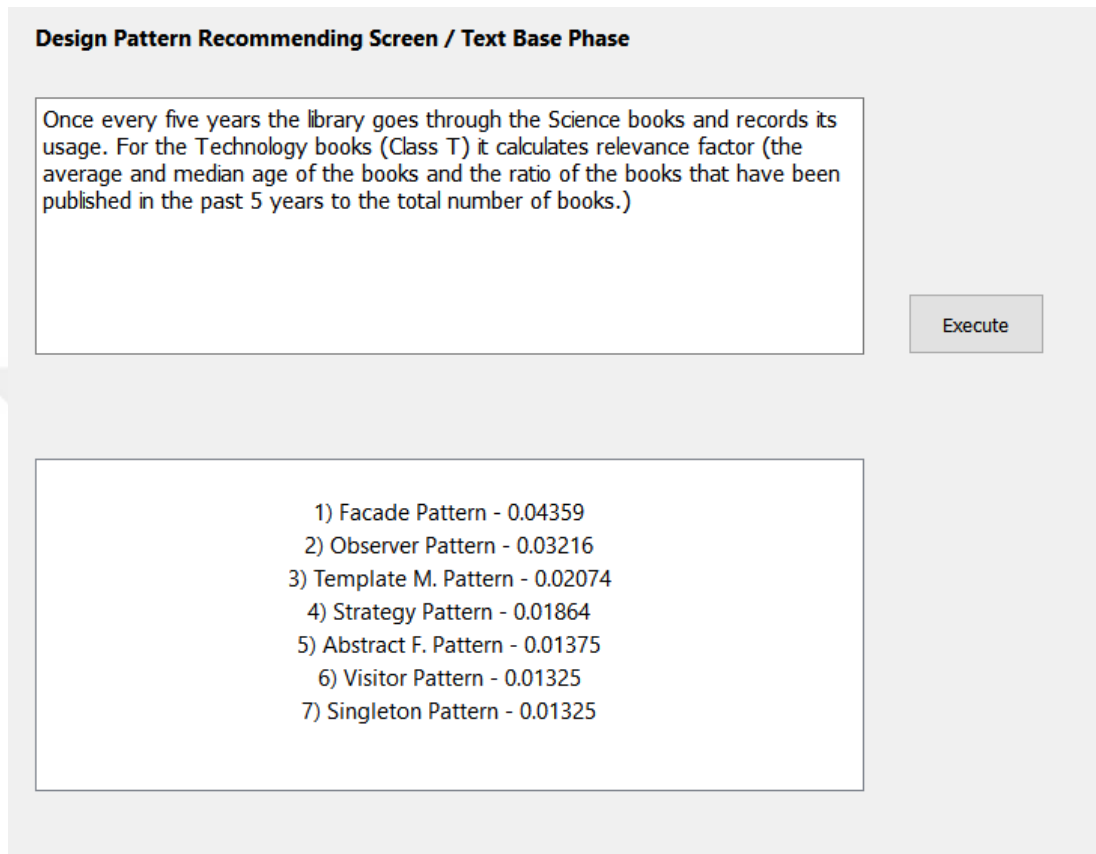 Design Pattern Recommending Screen / Text Base Phase
Once every five years the library goes through the Science books and records its
usage. For the Technology books (Class T) it calculates relevance factor (the
average and median age of the books and the ratio of the books that have been
published in the past 5 years to the total number of books.)
Execute
1) Facade Pattern - 0.04359
2) Observer Pattern - 0.03216
3) Template M. Pattern - 0.02074
4) Strategy Pattern - 0.01864
5) Abstract F. Pattern - 0.01375
6) Visitor Pattern - 0.01325
7) Singleton Pattern - 0.01325